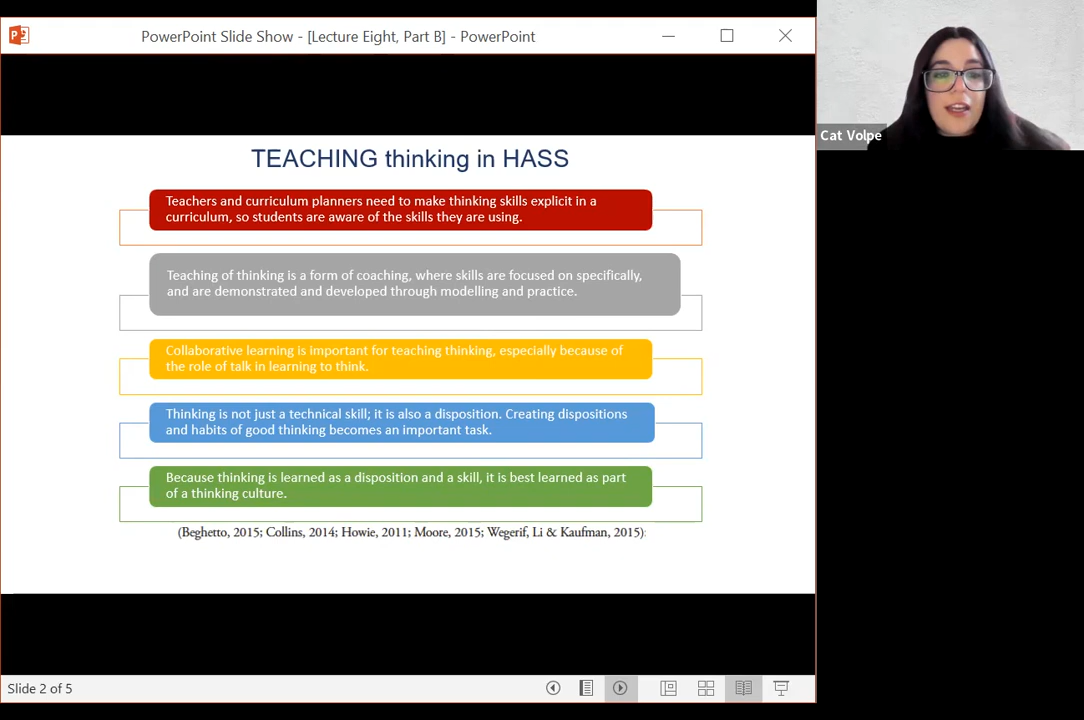 PowerPoint Slide Show - [Lecture Eight, Part B] - PowerPoint
Cat Volpe
TEACHING thinking in HASS
Teachers and curriculum planners need to make thinking skills explicit in a
curriculum, so students are aware of the skills they are using.
Teaching of thinking is a form of coaching, where skills are focused on specifically,
and are demonstrated and developed through modelling and practice.
Collaborative learning is important for teaching thinking, especially because of
the role of talk in learning to think.
Thinking is not just a technical skill; it is also a disposition. Creating dispositions
and habits of good thinking becomes an important task.
Because thinking is learned as a disposition and a skill, it is best learned as part
of a thinking culture.
(Beghetto, 2015; Collins, 2014; Howie, 2011; Moore, 2015; Wegerif, Li & Kaufman, 2015):
Slide 2 of 5